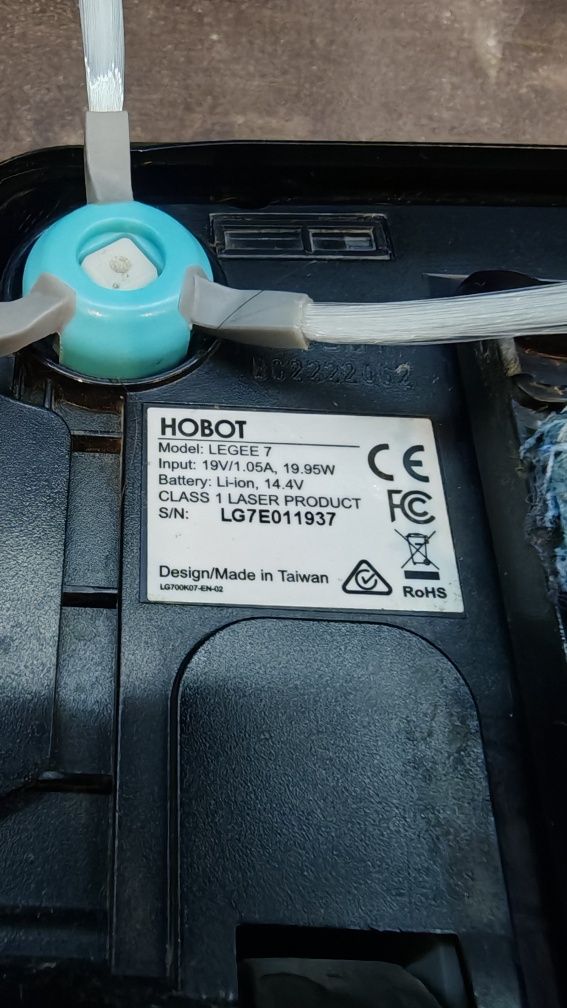 HOBOT
Model: LEGEE 7
Input: 19V/1.05A, 19.95W
Battery: Li-ion, 14.4V
CLASS 1 LASER PRODUCT
S/N: LG7E011937
Design/Made in Taiwan
LG700K07-EN-02
CE
FC
RoHS